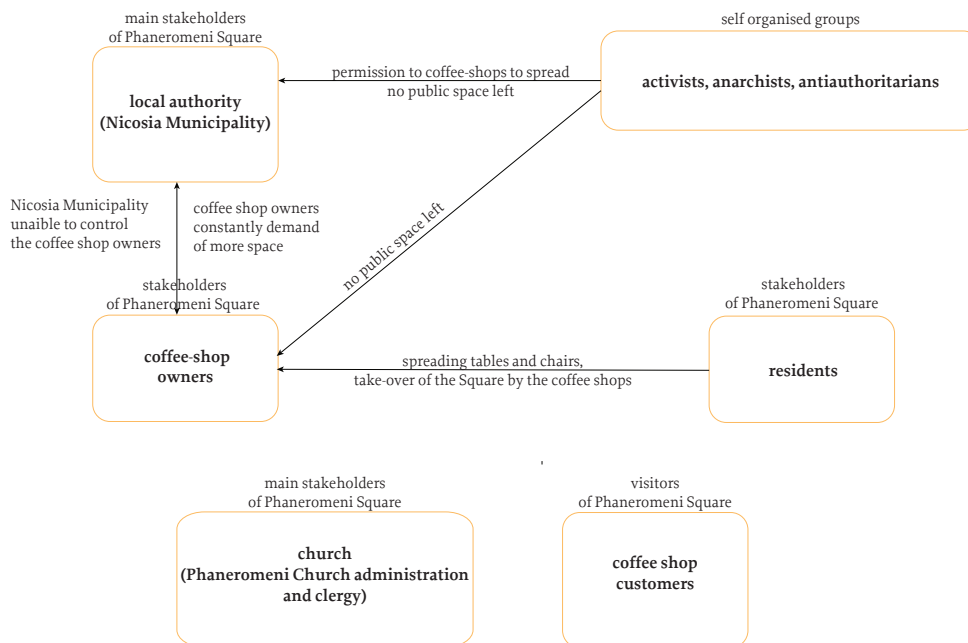 main stakeholders
of Phaneromeni Square
local authority
(Nicosia Municipality)
self organised groups
activists, anarchists, antiauthoritarians
permission to coffee-shops to spread
no public space left
Nicosia Municipality
unaible to control
the coffee shop owners
coffee shop owners
constantly demand
of more space
no public space left
stakeholders
of Phaneromeni Square
coffee-shop
owners
spreading tables and chairs,
take-over of the Square by the coffee shops
stakeholders
of Phaneromeni Square
residents
main stakeholders
of Phaneromeni Square
church
(Phaneromeni Church administration
and clergy)
visitors
of Phaneromeni Square
coffee shop
customers